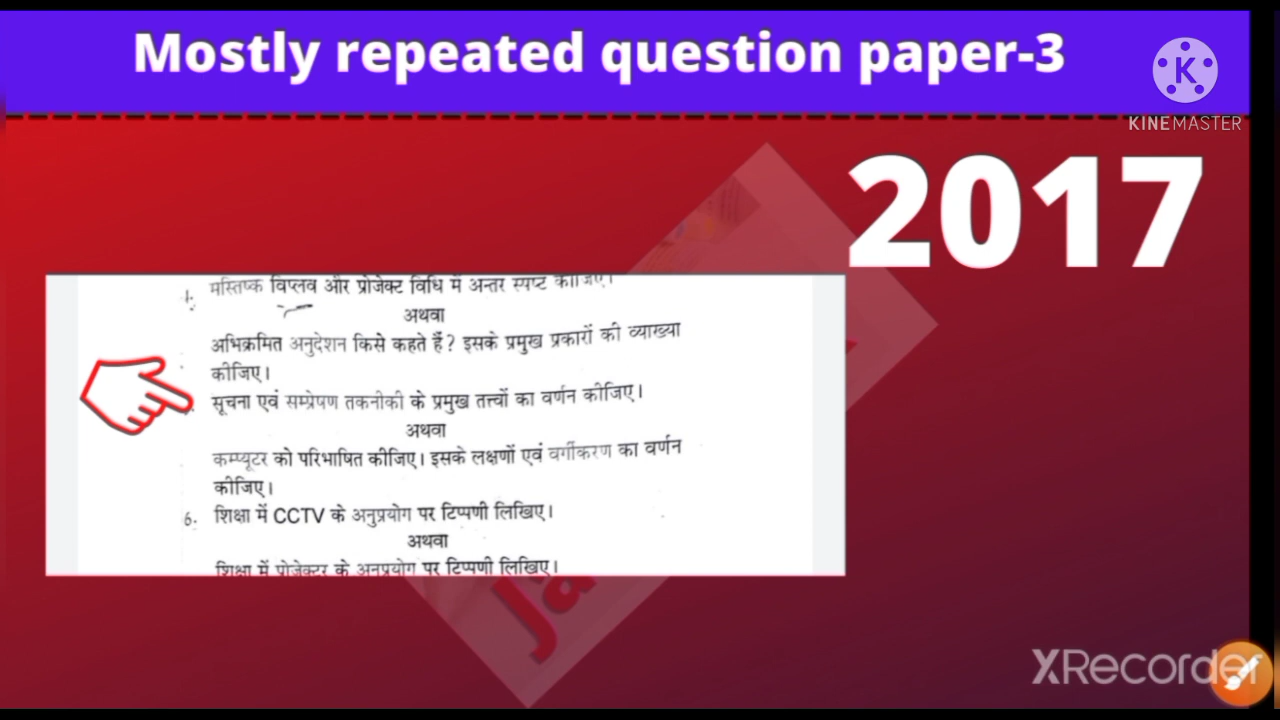 Mostly repeated question paper-3
K
KINEMASTER
2017
4. मस्तिष्क विप्लव और प्रोजेक्ट विधि में अन्तर स्पष्ट कीजिए।
अथवा
अभिक्रमित अनुदेशन किसे कहते हैं? इसके प्रमुख प्रकारों की व्याख्या
कीजिए।
सूचना एवं सम्प्रेषण तकनीकी के प्रमुख तत्त्वों का वर्णन कीजिए।
अथवा
कम्प्यूटर को परिभाषित कीजिए। इसके लक्षणों एवं वर्गीकरण का वर्णन
कीजिए।
6. शिक्षा में CCTV के अनुप्रयोग पर टिप्पणी लिखिए।
अथवा
शिक्षा में प्रोजेक्टर के अनुप्रयोग पर टिप्पणी लिखिए।
Ja
XRecorder